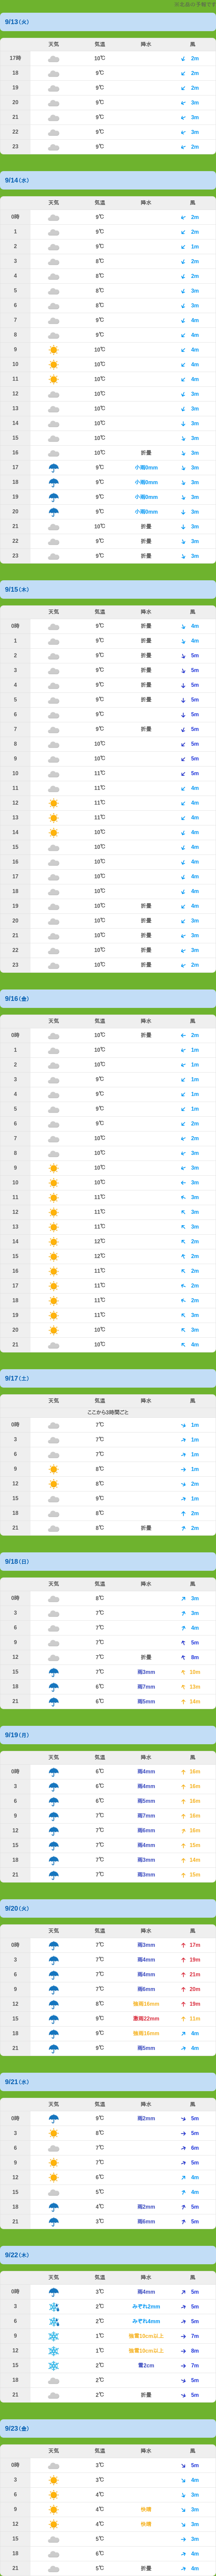 の予報です
9/13(火)
天気 気温 降水 風
17時 10℃ 2m
18 9℃ 2m
19 9℃ 2m
20 9℃ 3m
21 9℃ 3m
22 9℃ 3m
23 9℃ 2m
9/14(水)
天気 気温 降水 風
0時 9℃ 2m
1 9℃ 2m
2 9℃ 1m
3 8℃ 2m
4 8℃ 2m
5 8℃ 3m
6 8℃ 3m
7 9℃ 4m
8 9℃ 4m
9 10℃ 4m
10 10℃ 4m
11 10℃ 4m
12 10℃ 3m
13 10℃ 3m
14 10℃ 3m
15 10℃ 3m
16 10℃ 折畳 3m
17 9℃ 小雨0mm 3m
18 9℃ 小雨0mm 3m
19 9℃ 小雨0mm 3m
20 9℃ 小雨0mm 3m
21 10℃ 折畳 3m
22 9℃ 折畳 3m
23 9℃ 折畳 3m
9/15(木)
天気 気温 降水 風
0時 9℃ 折畳 4m
1 9℃ 折畳 4m
2 9℃ 折畳 5m
3 9℃ 折畳 5m
4 9℃ 折畳 5m
5 9℃ 折畳 5m
6 9℃ 5m
7 9℃ 折畳 5m
8 10℃ 5m
9 10℃ 5m
10 11℃ 5m
11 11℃ 4m
12 11℃ 4m
13 11℃ 4m
14 10℃ 4m
15 10℃ 4m
16 10℃ 4m
17 10℃ 4m
18 10℃ 4m
19 10℃ 折畳 4m
20 10℃ 折畳 3m
21 10℃ 折畳 3m
22 10℃ 折畳 3m
23 10℃ 折畳 2m
9/16(金)
天気 気温 降水 風
0時 10℃ 折畳 2m
1 10℃ 1m
2 10℃ 1m
3 9℃ 1m
4 9℃ 1m
5 9℃ 1m
6 9℃ 2m
7 10℃ 2m
8 10℃ 3m
9 10℃ 3m
10 10℃ 3m
11 11℃ 3m
12 11℃ 3m
13 11℃ 3m
14 12℃ 2m
15 12℃ 2m
16 11℃ 2m
17 11℃ 2m
18 11℃ 2m
19 11℃ 3m
20 10℃ 3m
21 10℃ 4m
9/17(土)
天気 気温 降水 風
ここから3時間ごと
0時 7℃ 1m
3 7℃ 1m
6 7℃ 1m
9 8℃ 1m
12 8℃ 2m
15 9℃ 1m
18 8℃ 2m
21 8℃ 折畳 2m
9/18(日)
天気 気温 降水 風
0時 8℃ 3m
3 7℃ 3m
6 7℃ 4m
9 7℃ 5m
12 7℃ 折畳 8m
15 7℃ 雨3mm 10m
18 8℃ 雨7mm 13m
21 6℃ 雨5mm 14m
9/19(月)
天気 気温 降水 風
0時 6℃ 雨4mm 16m
3 6℃ 雨4mm 16m
6 6℃ 雨5mm 16m
9 7℃ 雨7mm 16m
12 7℃ 雨6mm 16m
15 7℃ 雨4mm 15m
18 7℃ 雨3mm 14m
21 7℃ 雨3mm 15m
9/20(火)
天気 気温 降水 風
0時 7℃ 雨3mm 17m
3 7℃ 雨4mm 19m
6 7℃ 雨4mm 21m
9 7℃ 雨6mm 20m
12 8℃ 強雨16mm 19m
15 9℃ 激雨22mm 11m
18 9℃ 強雨16mm 4m
21 9℃ 雨5mm 4m
9/21(水)
天気 気温 降水 風
0時 9℃ 雨2mm 5m
3 8℃ 5m
6 7℃ 6m
9 7℃ 5m
12 6℃ 4m
15 5℃ 4m
18 4℃ 雨2mm 5m
21 3℃ 雨6mm 5m
9/22(木)
天気 気温 降水 風
0時 3℃ 雨4mm 5m
3 2℃ みぞれ2mm 5m
6 2℃ みぞれ4mm 5m
9 1℃ 強雪10cm以上 7m
12 1℃ 強雪10cm以上 8m
15 2℃ 雪2cm 7m
18 2℃ 5m
21 2℃ 折畳 5m
9/23(金)
天気 気温 降水 風
0時 3℃ 5m
3 3℃ 4m
6 4℃ 3m
9 4℃ 快晴 3m
12 4℃ 快晴 3m
15 5℃ 3m
18 6℃ 4m
21 5℃ 折畳 4m